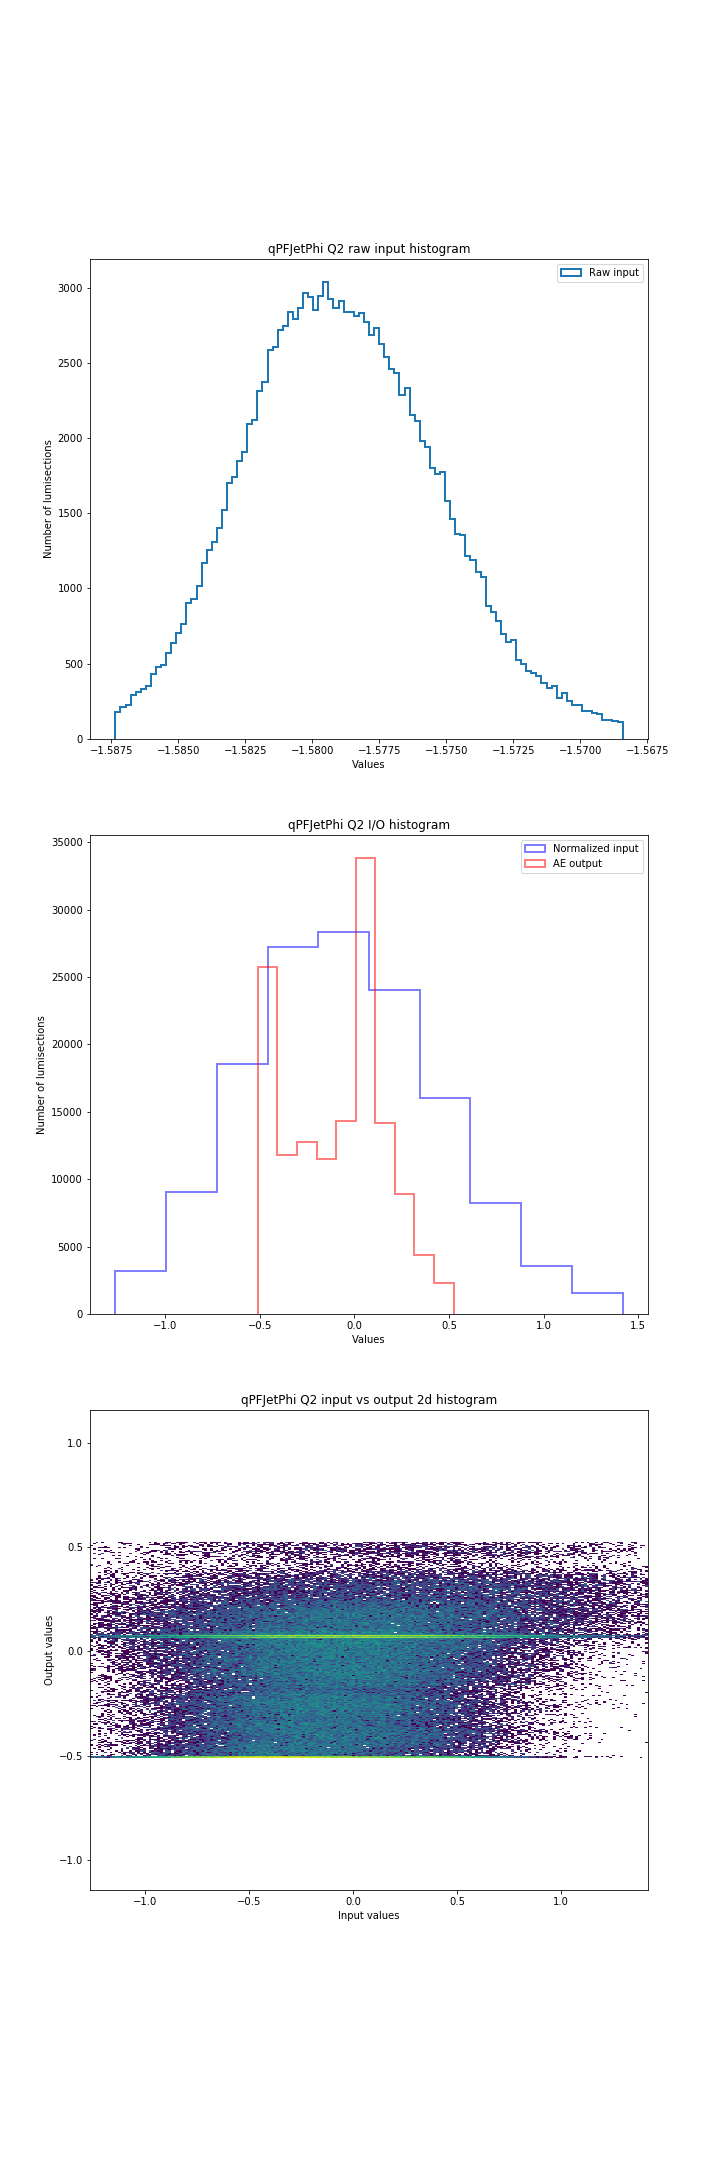 qPFJetPhi Q2 raw input histogram
Raw input
3000
2500
2000
1500
1000
500
0
Number of lumisections
−1.5875 −1.5850 −1.5825 −1.5800 −1.5775 −1.5750 −1.5725 −1.5700 −1.5675
Values
qPFJetPhi Q2 I/O histogram
Normalized input
AE output
35000
30000
25000
20000
15000
10000
5000
0
Number of lumisections
−1.0 −0.5 0.0 0.5 1.0 1.5
Values
qPFJetPhi Q2 input vs output 2d histogram
1.0
0.5
0.0
−0.5
−1.0
Output values
−1.0 −0.5 0.0 0.5 1.0
Input values